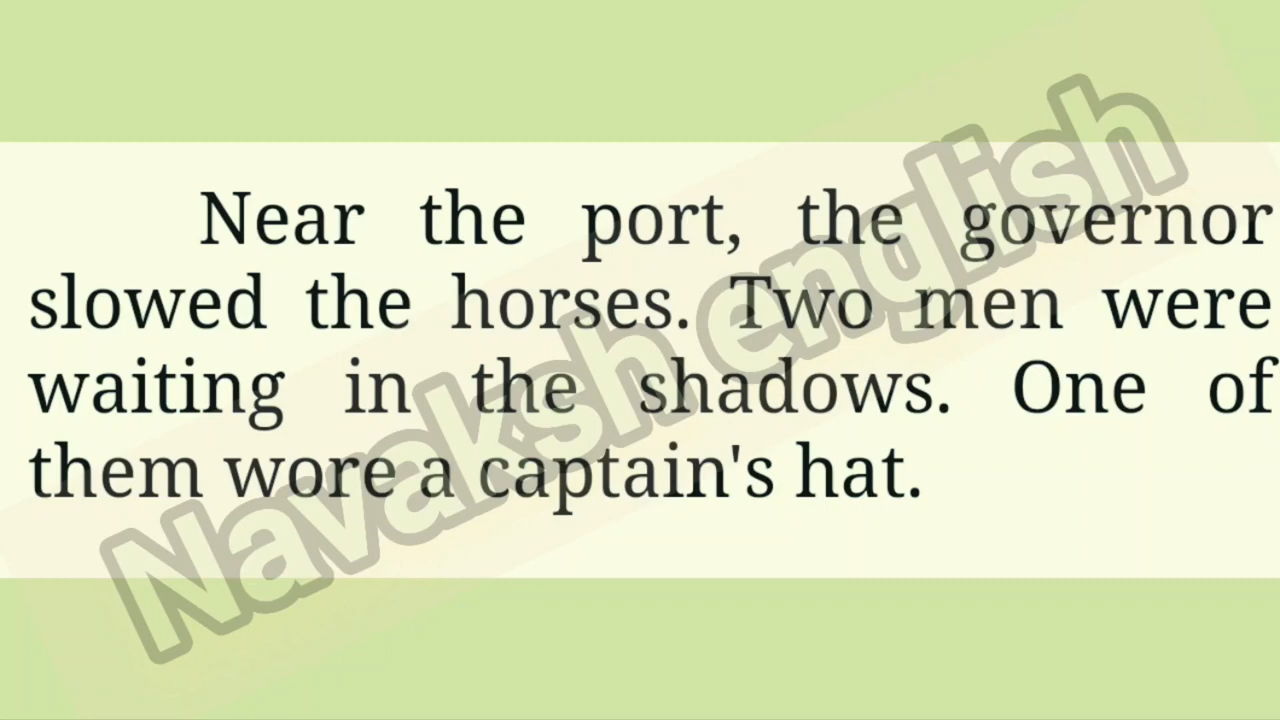 Near the port, the governor
slowed the horses. Two men were
waiting in the shadows. One of
them wore a captain's hat.
Navaksh english